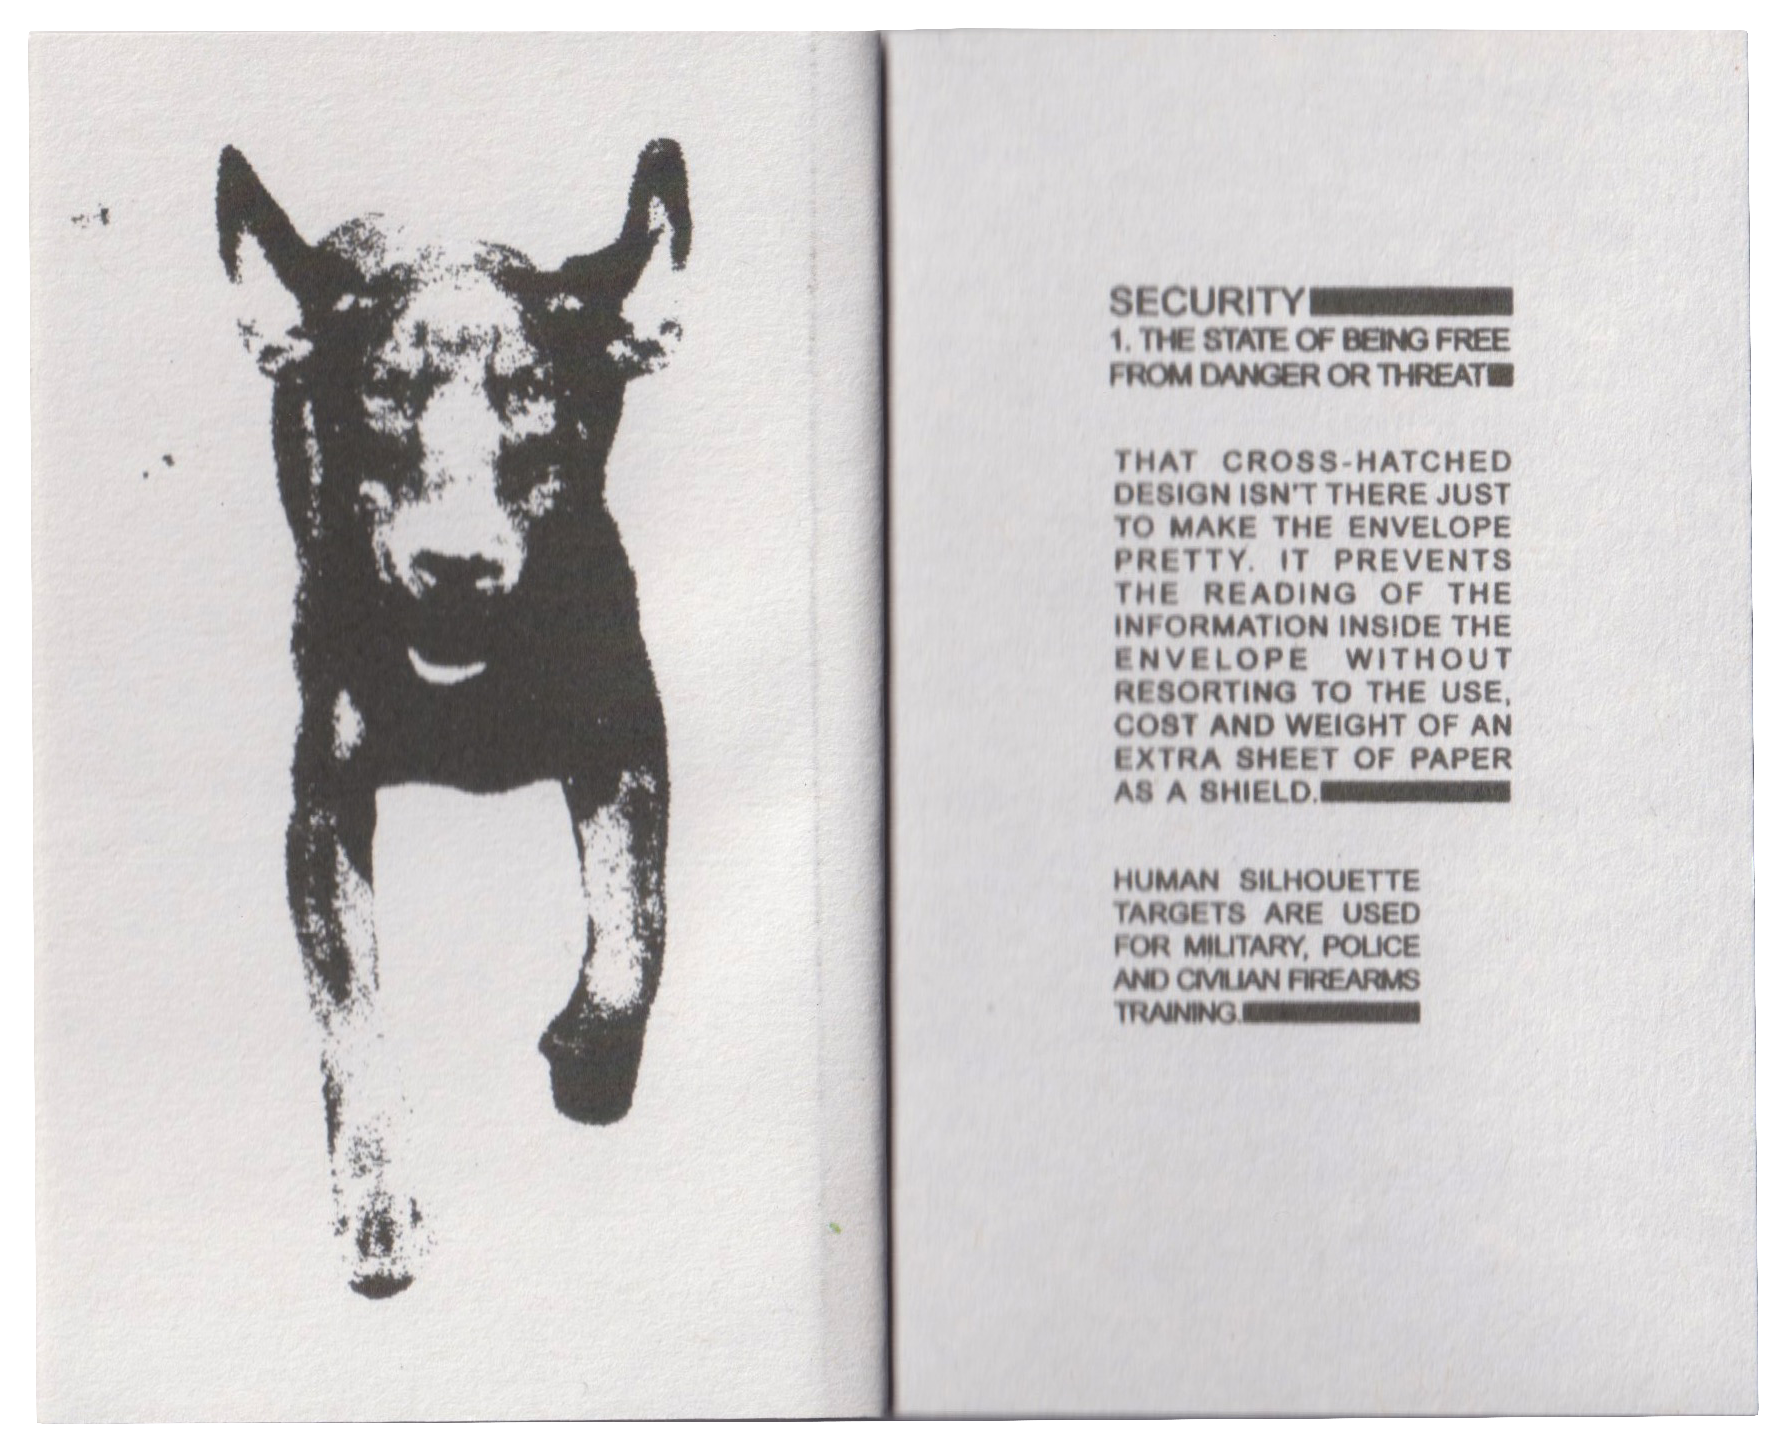 SECURITY
1. THE STATE OF BEING FREE
FROM DANGER OR THREAT
THAT CROSS-HATCHED
DESIGN ISN'T THERE JUST
TO MAKE THE ENVELOPE
PRETTY. IT PREVENTS
THE READING OF THE
INFORMATION INSIDE THE
ENVELOPE WITHOUT
RESORTING TO THE USE,
COST AND WEIGHT OF AN
EXTRA SHEET OF PAPER
AS A SHIELD.
HUMAN SILHOUETTE
TARGETS ARE USED
FOR MILITARY, POLICE
AND CIVILIAN FIREARMS
TRAINING.